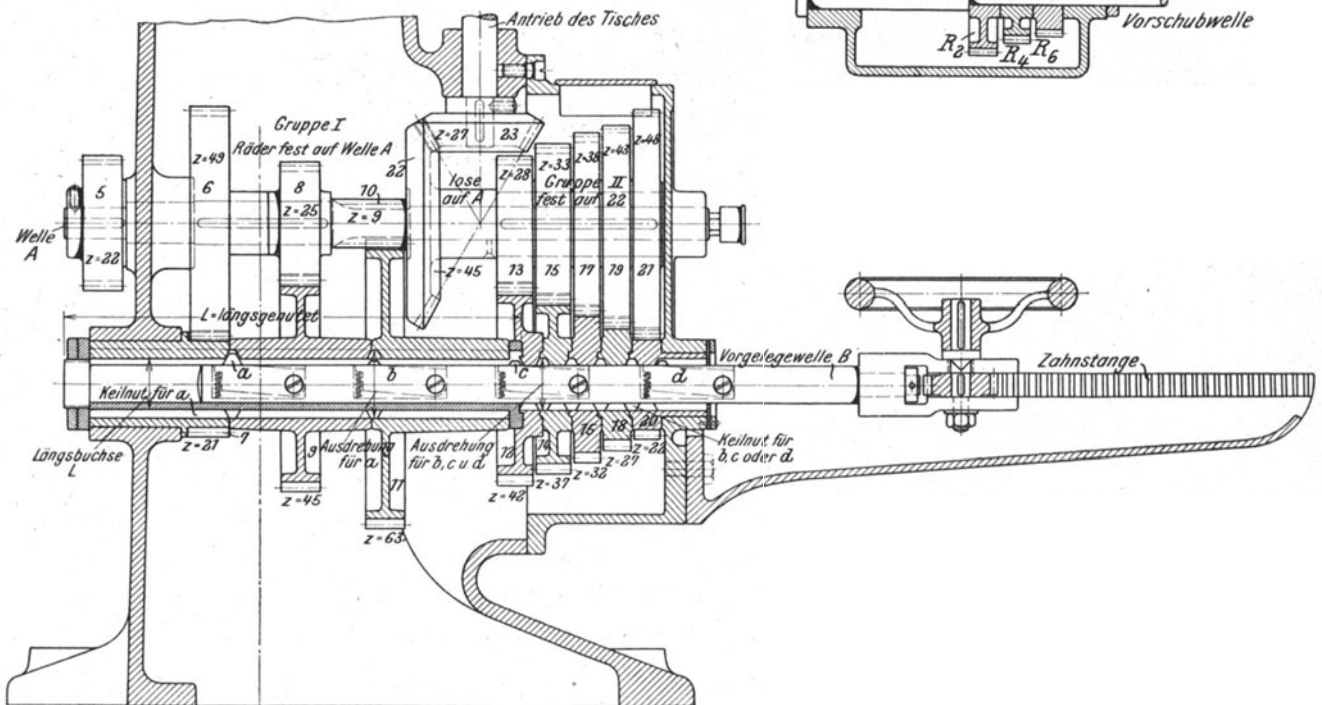 Antrieb des Tisches
Vorschubwelle
R2
R4
R6
Gruppe I
Räder fest auf Welle A
z=49
z=27
23
z=48
z=43
z=38
z=33
z=28
22
5
6
8
z=25
10
z=9
lose
auf A
Gruppe II
fest auf 22
Welle
A
z=22
z=45
13
15
17
19
21
L=längsgenutet
a
b
c
d
Vorgelegewelle B
Zahnstange
Keilnut für a
Längsbuchse
L
z=21
7
9
Ausdrehung
für a
11
Ausdrehung
für b, c u d
12
14
16
18
20
Keilnut für
b, c oder d
z=45
z=63
z=42
z=37
z=32
z=27
z=22